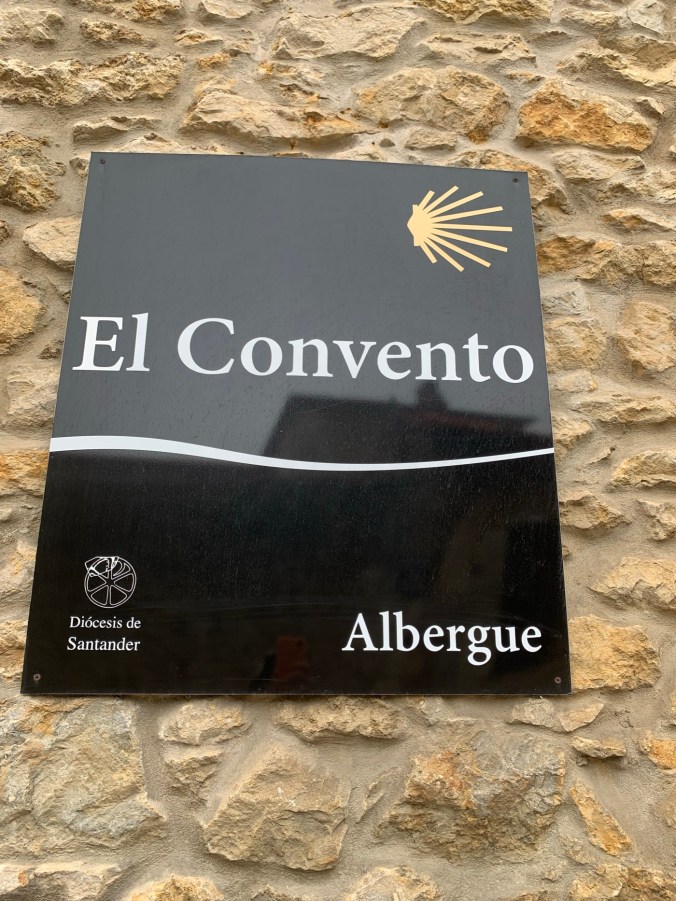 El Convento
Diócesis de
Santander
Albergue